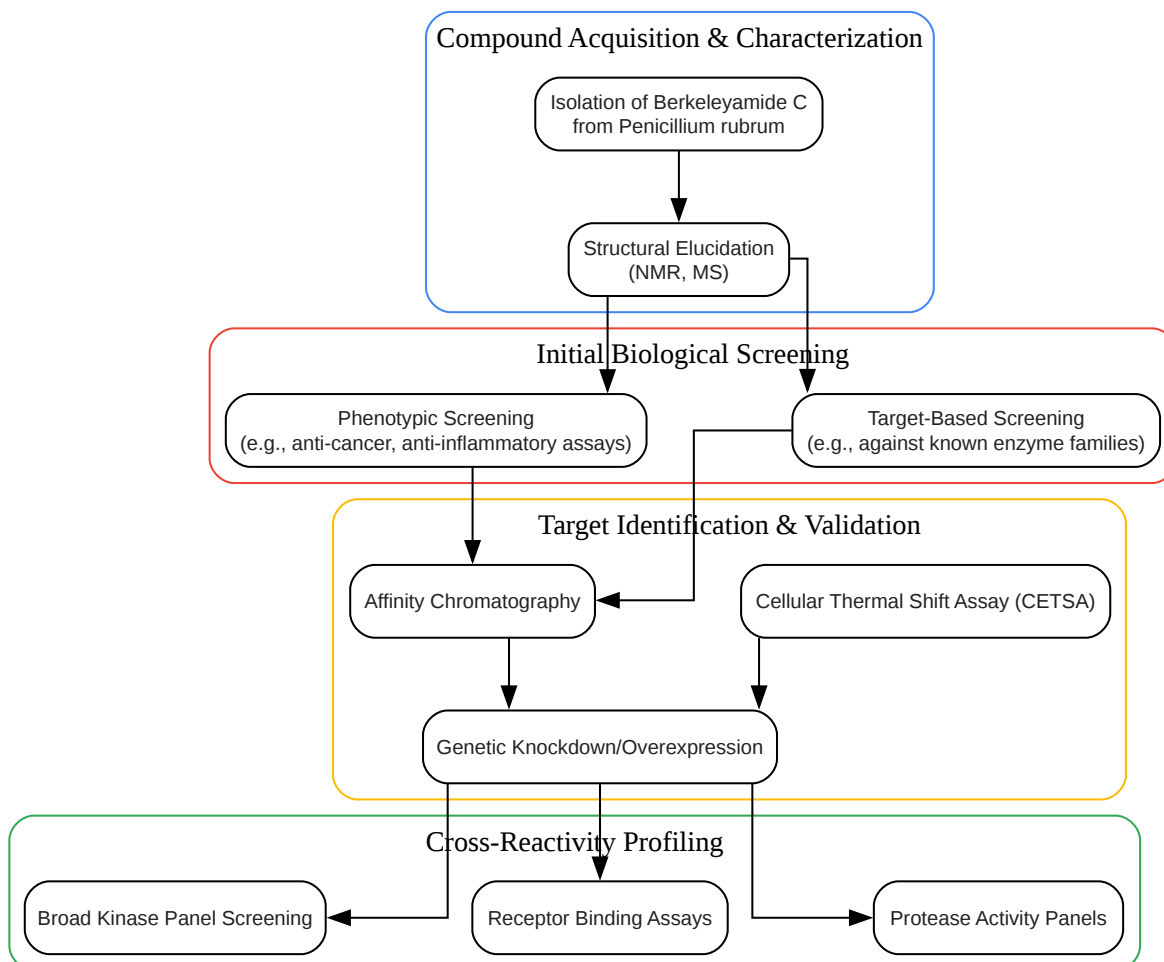 Compound Acquisition & Characterization
Isolation of Berkeleyamide C
from Penicillium rubrum
Structural Elucidation
(NMR, MS)
Initial Biological Screening
Phenotypic Screening
(e.g., anti-cancer, anti-inflammatory assays)
Target-Based Screening
(e.g., against known enzyme families)
Target Identification & Validation
Affinity Chromatography
Cellular Thermal Shift Assay (CETSA)
Genetic Knockdown/Overexpression
Cross-Reactivity Profiling
Broad Kinase Panel Screening
Receptor Binding Assays
Protease Activity Panels